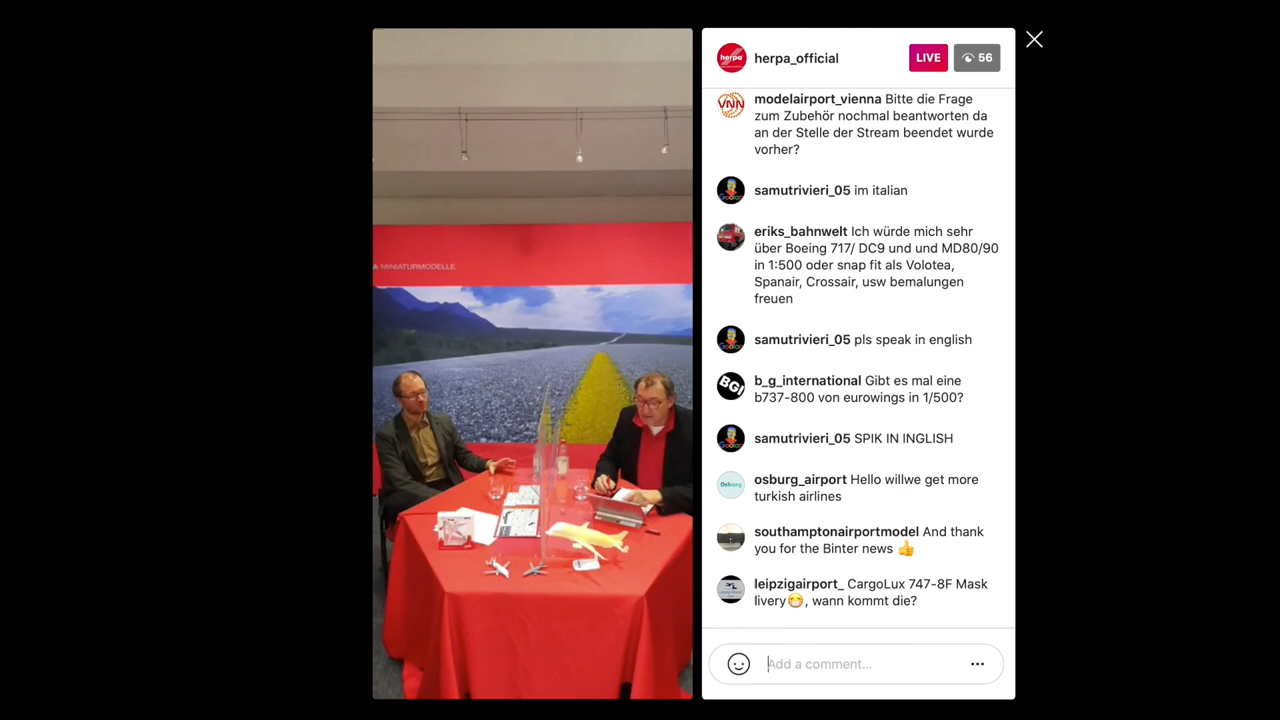 herpa
herpa_official
LIVE
56
& MINIATURMODELLE
VNN
modelairport_vienna Bitte die Frage
zum Zubehör nochmal beantworten da
an der Stelle der Stream beendet wurde
vorher?
samutrivieri_05 im italian
eriks_bahnwelt Ich würde mich sehr
über Boeing 717/ DC9 und und MD80/90
in 1:500 oder snap fit als Volotea,
Spanair, Crossair, usw bemalungen
freuen
samutrivieri_05 pls speak in english
BGI
b_g_international Gibt es mal eine
b737-800 von eurowings in 1/500?
samutrivieri_05 SPIK IN INGLISH
Osburg
osburg_airport Hello willwe get more
turkish airlines
southamptonairportmodel And thank
you for the Binter news 👍
leipzigairport_ CargoLux 747-8F Mask
livery😷, wann kommt die?
Add a comment...